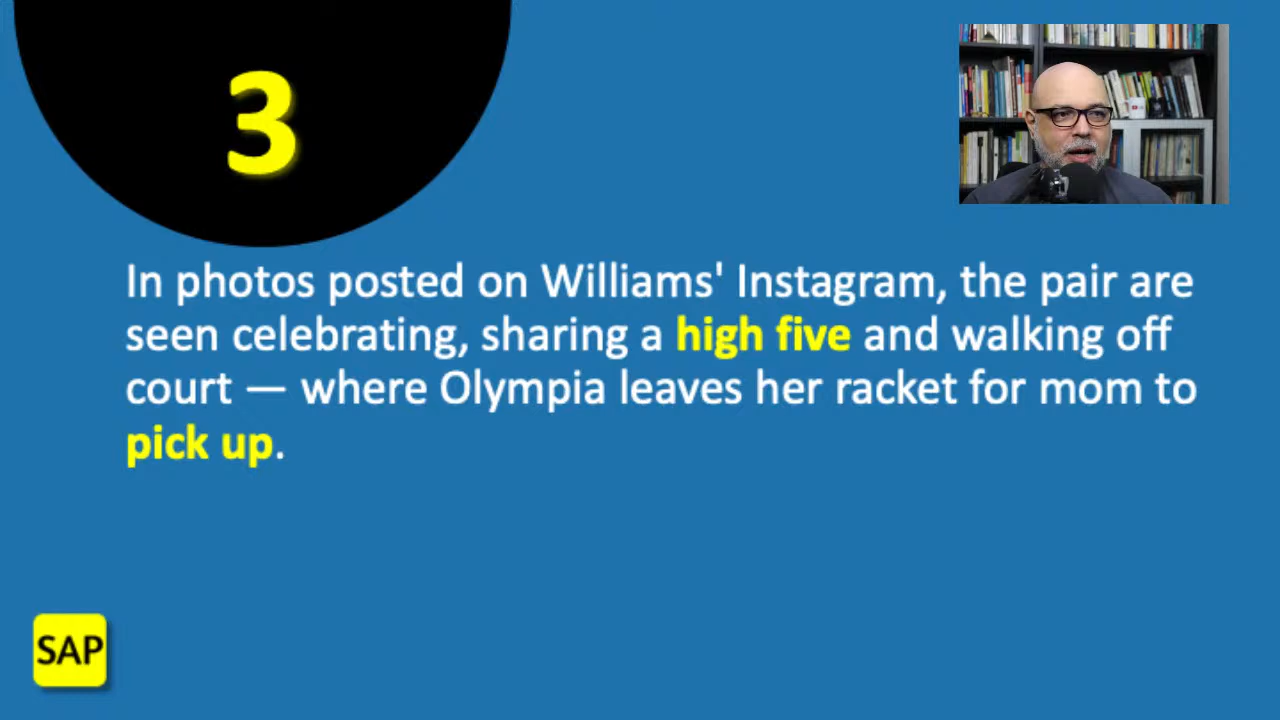 3
In photos posted on Williams' Instagram, the pair are
seen celebrating, sharing a high five and walking off
court — where Olympia leaves her racket for mom to
pick up.
SAP